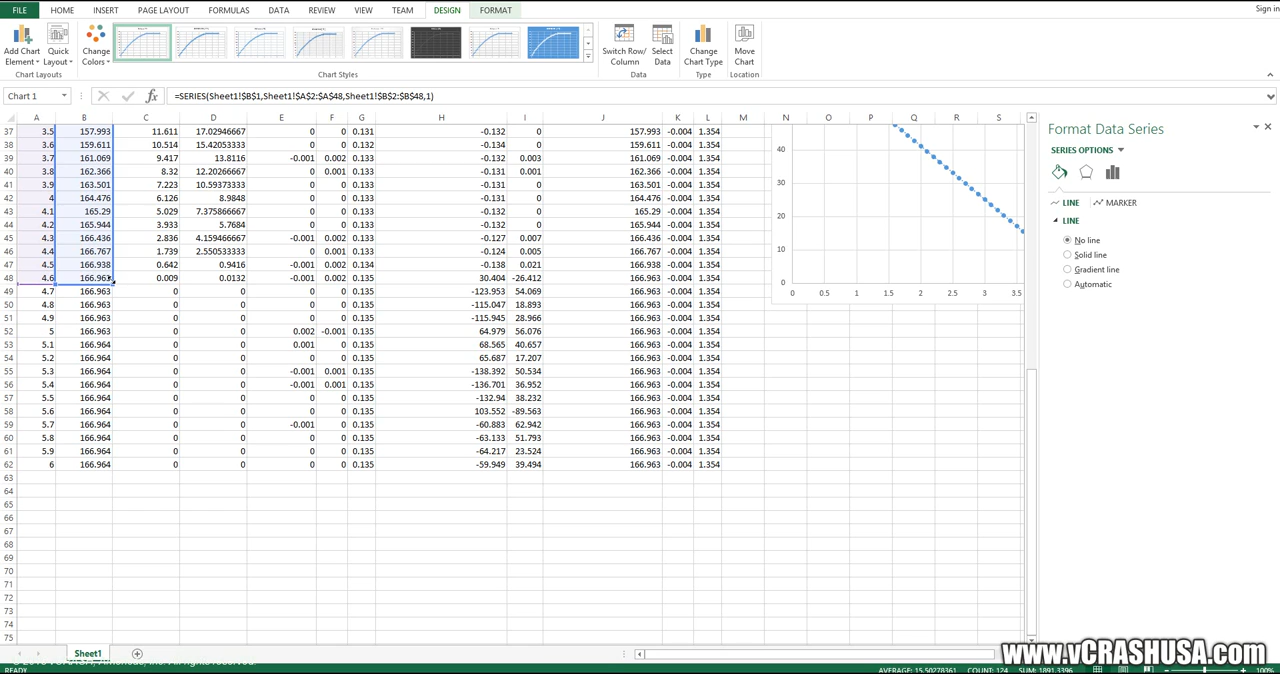 FILE HOME INSERT PAGE LAYOUT FORMULAS DATA REVIEW VIEW TEAM DESIGN FORMAT Sign in
Add Chart Element Quick Layout Change Colors Switch Row/ Column Select Data Change Chart Type Move Chart
Chart Layouts Chart Styles Data Type Location
Chart 1 fx =SERIES(Sheet1!$B$1,Sheet1!$A$2:$A$48,Sheet1!$B$2:$B$48,1)
A B C D E F G H I J K L M N O P Q R S
37 3.5 157.993 11.611 17.02946667 0 0 0.131 -0.132 0 157.993 -0.004 1.354
38 3.6 159.611 10.514 15.42053333 0 0 0.132 -0.134 0 159.611 -0.004 1.354
39 3.7 161.069 9.417 13.8116 -0.001 0.002 0.132 -0.132 0.003 161.069 -0.004 1.354
40 3.8 162.366 8.32 12.20266667 0 0.001 0.132 -0.131 0.001 162.366 -0.004 1.354
41 3.9 163.501 7.223 10.59373333 0 0 0.132 -0.131 0 163.501 -0.004 1.354
42 4 164.476 6.126 8.9848 0 0 0.132 -0.131 0 164.476 -0.004 1.354
43 4.1 165.29 5.029 7.375866667 0 0 0.133 -0.132 0 165.29 -0.004 1.354
44 4.2 165.944 3.933 5.7684 0 0 0.133 -0.132 0 165.944 -0.004 1.354
45 4.3 166.436 2.836 4.159466667 -0.001 0.002 0.133 -0.127 0.007 166.436 -0.004 1.354
46 4.4 166.767 1.739 2.550533333 0 0.001 0.133 -0.124 0.005 166.767 -0.004 1.354
47 4.5 166.938 0.642 0.9416 -0.001 0.002 0.134 -0.138 0.021 166.938 -0.004 1.354
48 4.6 166.963 0.009 0.0132 -0.001 0.002 0.135 30.404 -26.412 166.963 -0.004 1.354
49 4.7 166.963 0 0 0 0 0.135 -123.953 54.069 166.963 -0.004 1.354
50 4.8 166.963 0 0 0 0 0.135 -115.047 18.893 166.963 -0.004 1.354
51 4.9 166.963 0 0 0 0 0.135 -115.945 28.966 166.963 -0.004 1.354
52 5 166.963 0 0 0.002 -0.001 0.135 64.979 56.076 166.963 -0.004 1.354
53 5.1 166.964 0 0 0.001 0 0.135 68.565 40.657 166.963 -0.004 1.354
54 5.2 166.964 0 0 0 0 0.135 65.687 17.207 166.963 -0.004 1.354
55 5.3 166.964 0 0 -0.001 0.001 0.135 -138.392 50.534 166.963 -0.004 1.354
56 5.4 166.964 0 0 -0.001 0.001 0.135 -136.701 36.952 166.963 -0.004 1.354
57 5.5 166.964 0 0 0 0 0.135 -132.94 38.232 166.963 -0.004 1.354
58 5.6 166.964 0 0 0 0 0.135 103.552 -89.563 166.963 -0.004 1.354
59 5.7 166.964 0 0 -0.001 0 0.135 -60.883 62.942 166.963 -0.004 1.354
60 5.8 166.964 0 0 0 0 0.135 -63.133 51.793 166.963 -0.004 1.354
61 5.9 166.964 0 0 0 0 0.135 -64.217 23.524 166.963 -0.004 1.354
62 6 166.964 0 0 0 0 0.135 -59.949 39.494 166.963 -0.004 1.354
63
64
65
66
67
68
69
70
71
72
73
74
75
40
30
20
10
0
0 0.5 1 1.5 2 2.5 3 3.5
Format Data Series
SERIES OPTIONS
LINE MARKER
LINE
No line
Solid line
Gradient line
Automatic
Sheet1
READY AVERAGE: 15.50278361 COUNT: 124 SUM: 1891.3396 100%
www.vCRASHUSA.com